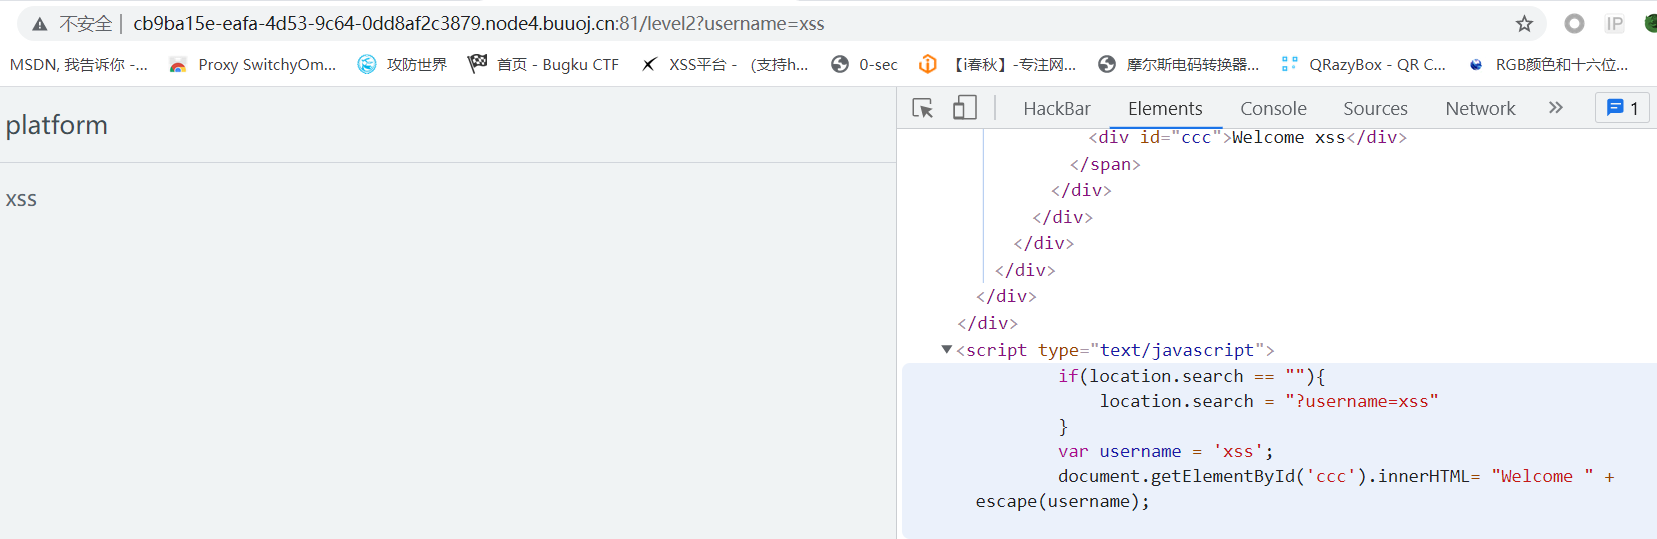 不安全 | cb9ba15e-eafa-4d53-9c64-0dd8af2c3879.node4.buuoj.cn:81/level2?username=xss
IP
MSDN, 我告诉你 -... Proxy SwitchyOm... 攻防世界 首页 - Bugku CTF XSS平台 - （支持h... 0-sec 【i春秋】-专注网... 摩尔斯电码转换器... QRazyBox - QR C... RGB颜色和十六位...
platform
xss
HackBar Elements Console Sources Network » 1
<div id="ccc">Welcome xss</div>
</span>
</div>
</div>
</div>
</div>
</div>
</div>
▼<script type="text/javascript">
if(location.search == ""){
location.search = "?username=xss"
}
var username = 'xss';
document.getElementById('ccc').innerHTML= "Welcome " +
escape(username);